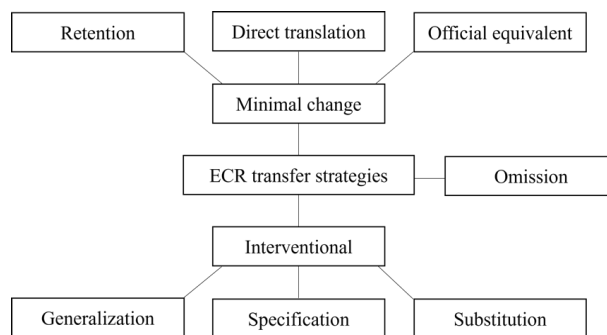 Retention
Direct translation
Official equivalent
Minimal change
ECR transfer strategies
Omission
Interventional
Generalization
Specification
Substitution